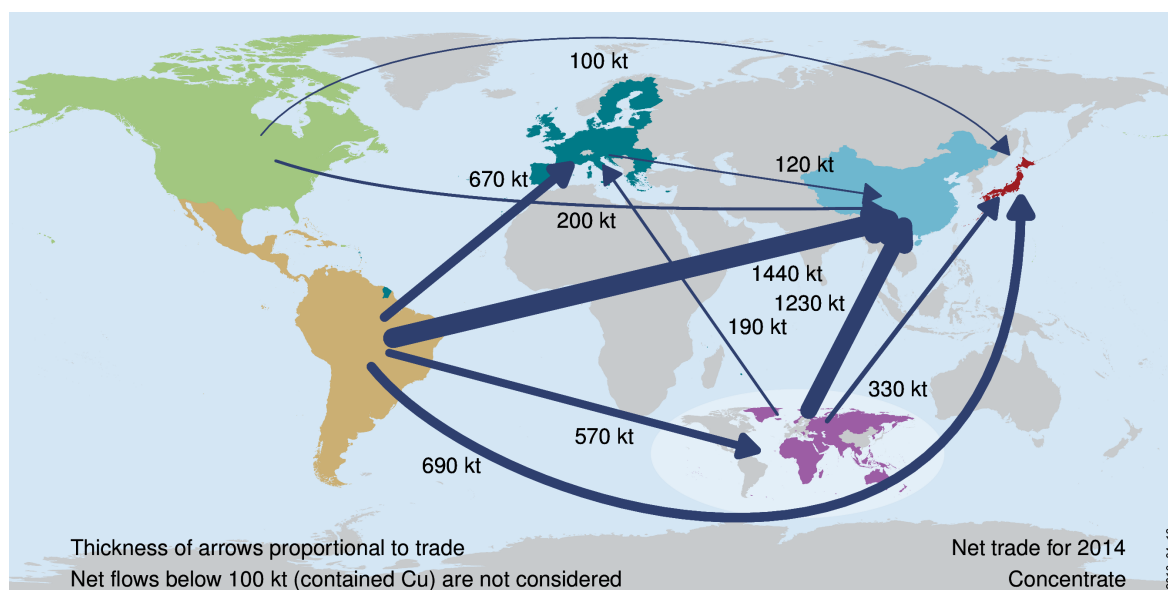 100 kt
120 kt
670 kt
200 kt
1440 kt
1230 kt
190 kt
330 kt
570 kt
690 kt
Thickness of arrows proportional to trade
Net trade for 2014
Net flows below 100 kt (contained Cu) are not considered
Concentrate